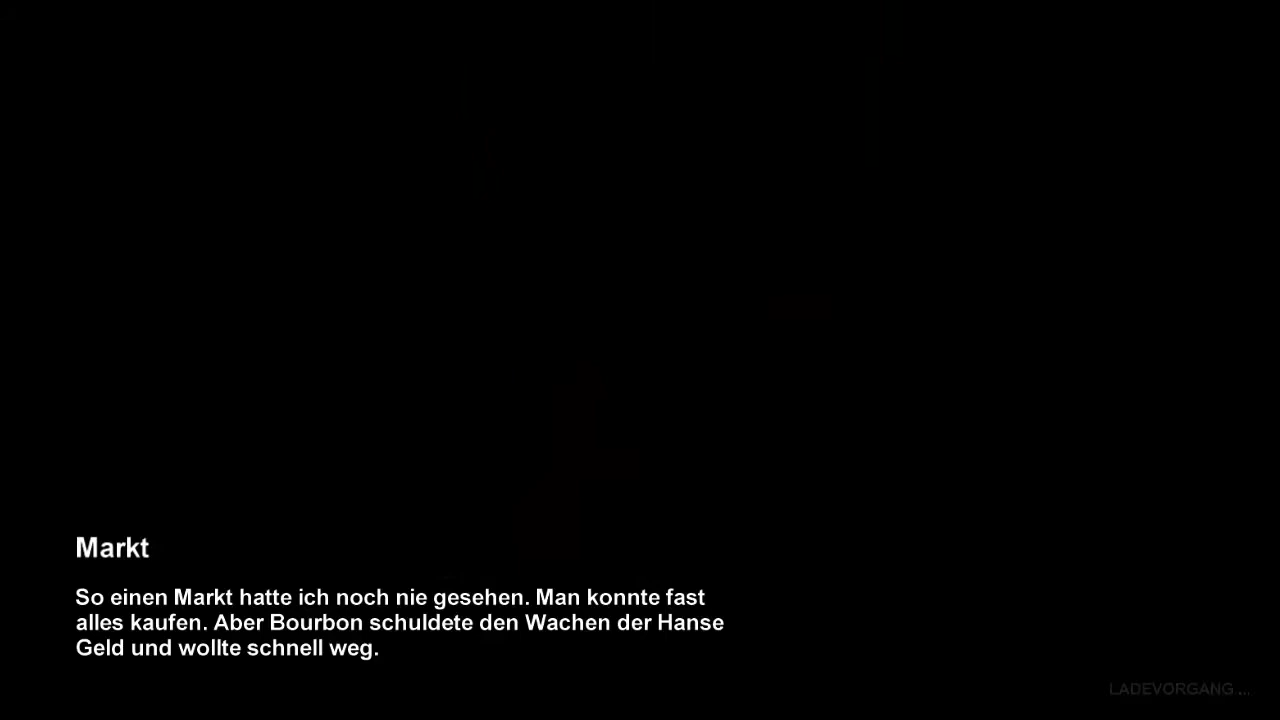 Markt
So einen Markt hatte ich noch nie gesehen. Man konnte fast
alles kaufen. Aber Bourbon schuldete den Wachen der Hanse
Geld und wollte schnell weg.
LADEVORGANG ...